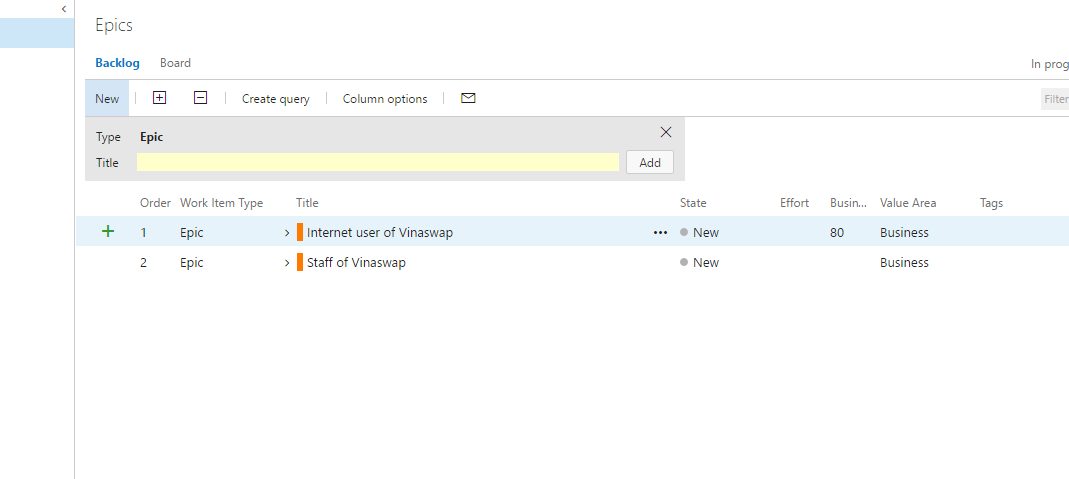 Epics
Backlog Board In prog
New Create query Column options Filter
Type Epic
Title Add
Order Work Item Type Title State Effort Busin... Value Area Tags
1 Epic Internet user of Vinaswap New 80 Business
2 Epic Staff of Vinaswap New Business